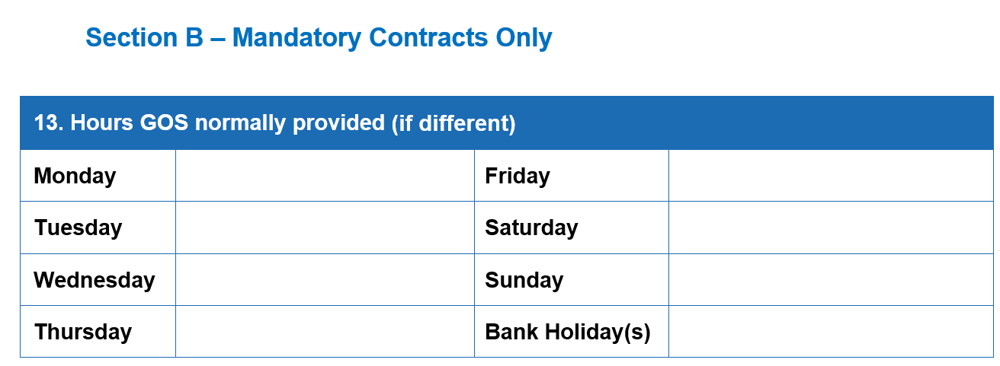 Section B – Mandatory Contracts Only
13. Hours GOS normally provided (if different)
Monday Friday
Tuesday Saturday
Wednesday Sunday
Thursday Bank Holiday(s)